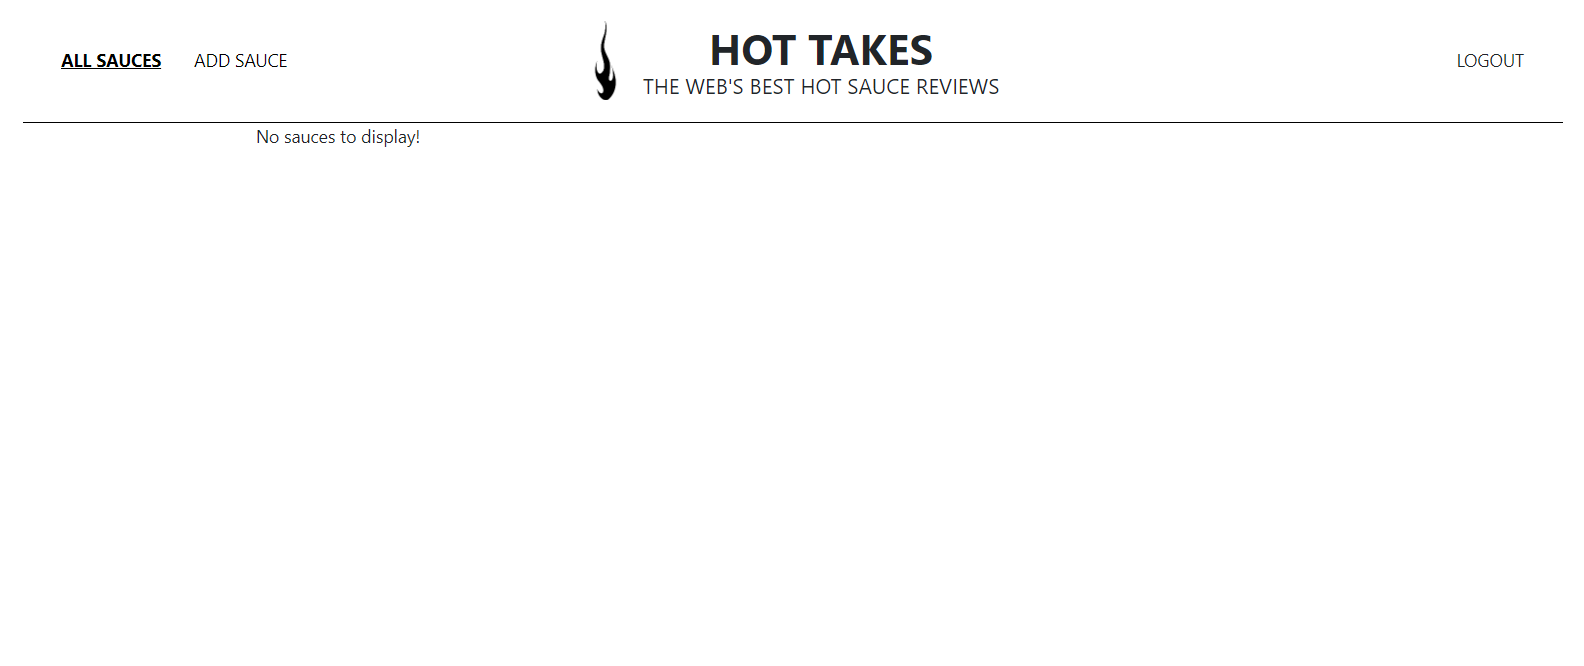 ALL SAUCES ADD SAUCE
HOT TAKES
THE WEB'S BEST HOT SAUCE REVIEWS
LOGOUT
No sauces to display!